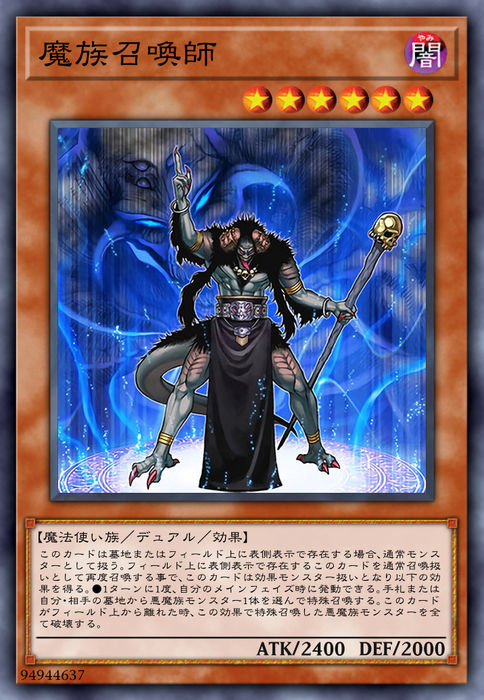 魔族召喚師
やみ
闇
【魔法使い族／デュアル／効果】
このカードは墓地またはフィールド上に表側表示で存在する場合、通常モンス
ターとして扱う。フィールド上に表側表示で存在するこのカードを通常召喚扱
いとして再度召喚する事で、このカードは効果モンスター扱いとなり以下の効
果を得る。●1ターンに1度、自分のメインフェイズ時に発動できる。手札または
自分・相手の墓地から悪魔族モンスター1体を選んで特殊召喚する。このカード
がフィールド上から離れた時、この効果で特殊召喚した悪魔族モンスターを全
て破壊する。
ATK/2400 DEF/2000
94944637